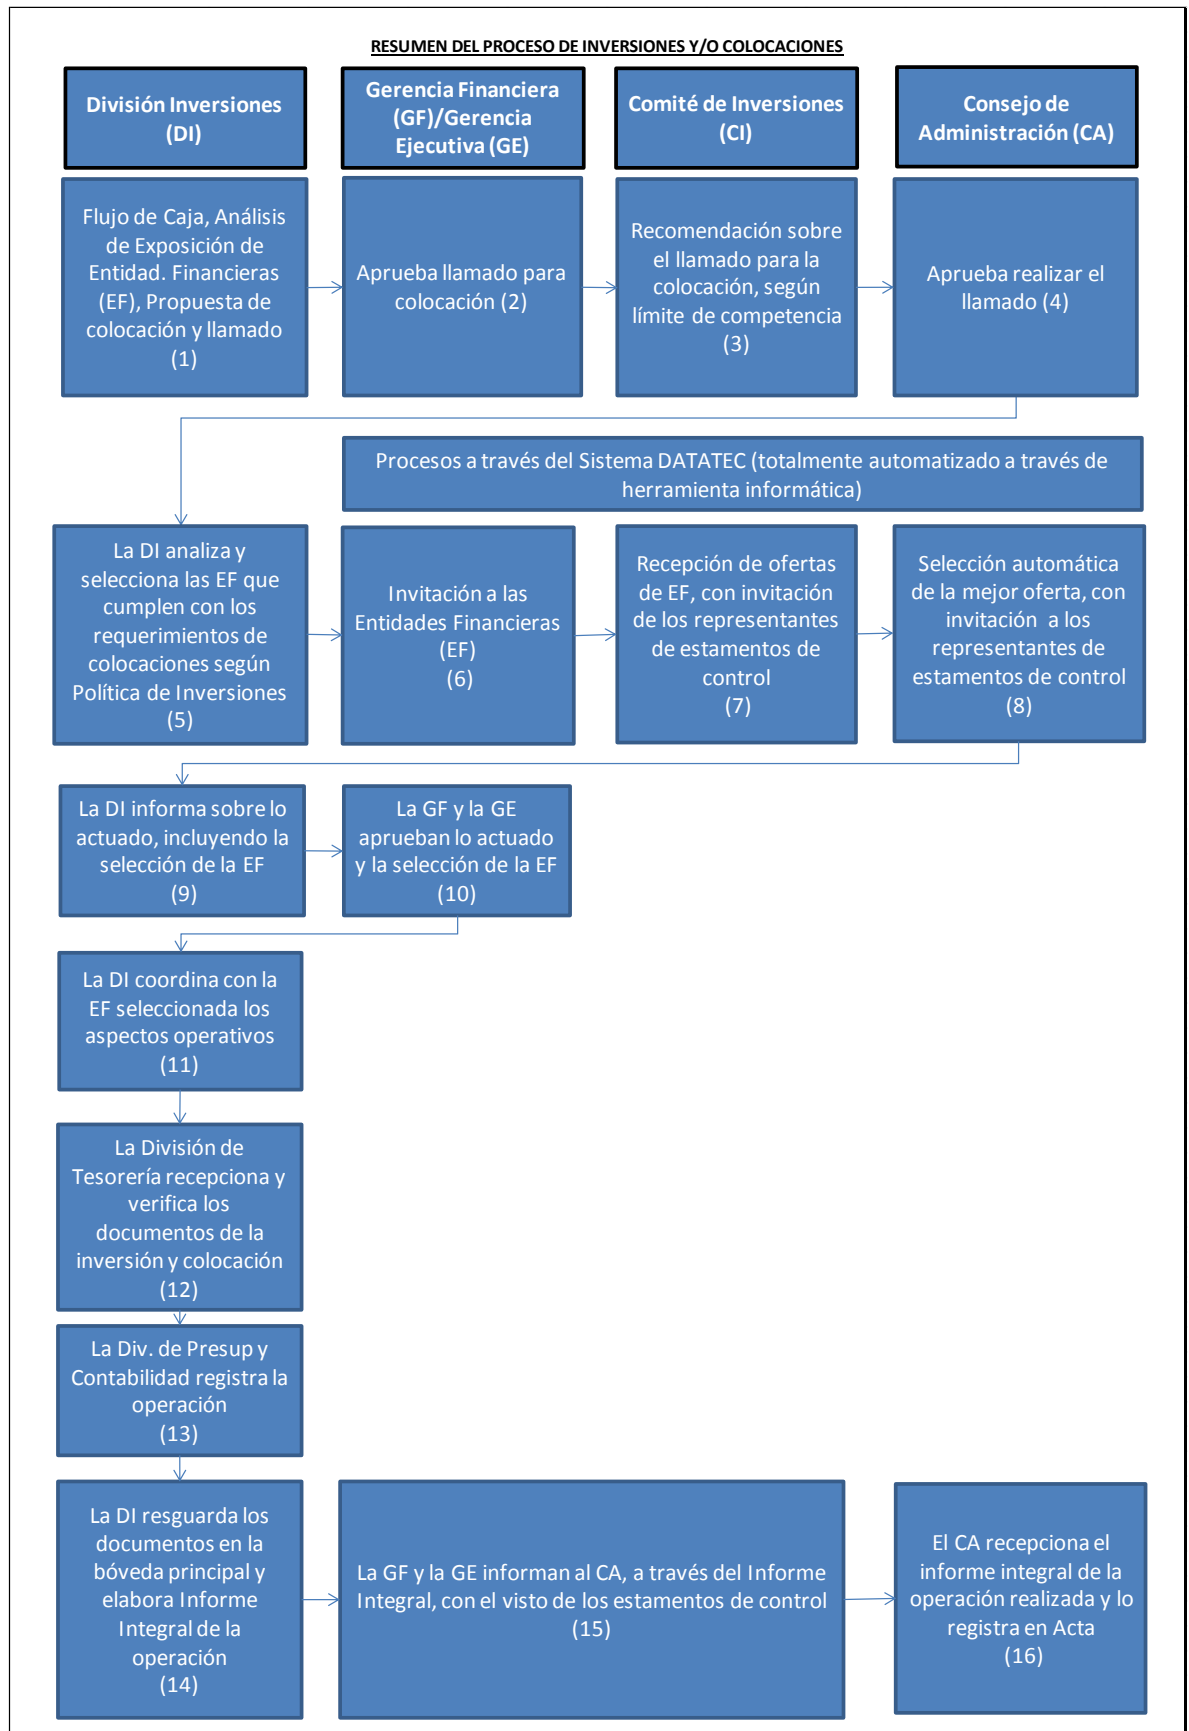 RESUMEN DEL PROCESO DE INVERSIONES Y/O COLOCACIONES
División Inversiones
(DI)
Gerencia Financiera
(GF)/Gerencia
Ejecutiva (GE)
Comité de Inversiones
(CI)
Consejo de
Administración (CA)
Flujo de Caja, Análisis
de Exposición de
Entidad. Financieras
(EF), Propuesta de
colocación y llamado
(1)
Aprueba llamado para
colocación (2)
Recomendación sobre
el llamado para la
colocación, según
límite de competencia
(3)
Aprueba realizar el
llamado (4)
Procesos a través del Sistema DATATEC (totalmente automatizado a través de
herramienta informática)
La DI analiza y
selecciona las EF que
cumplen con los
requerimientos de
colocaciones según
Política de Inversiones
(5)
Invitación a las
Entidades Financieras
(EF)
(6)
Recepción de ofertas
de EF, con invitación
de los representantes
de estamentos de
control
(7)
Selección automática
de la mejor oferta, con
invitación a los
representantes de
estamentos de control
(8)
La DI informa sobre lo
actuado, incluyendo la
selección de la EF
(9)
La GF y la GE
aprueban lo actuado
y la selección de la EF
(10)
La DI coordina con la
EF seleccionada los
aspectos operativos
(11)
La División de
Tesorería recepciona y
verifica los
documentos de la
inversión y colocación
(12)
La Div. de Presup y
Contabilidad registra la
operación
(13)
La DI resguarda los
documentos en la
bóveda principal y
elabora Informe
Integral de la
operación
(14)
La GF y la GE informan al CA, a través del Informe
Integral, con el visto de los estamentos de control
(15)
El CA recepciona el
informe integral de la
operación realizada y lo
registra en Acta
(16)